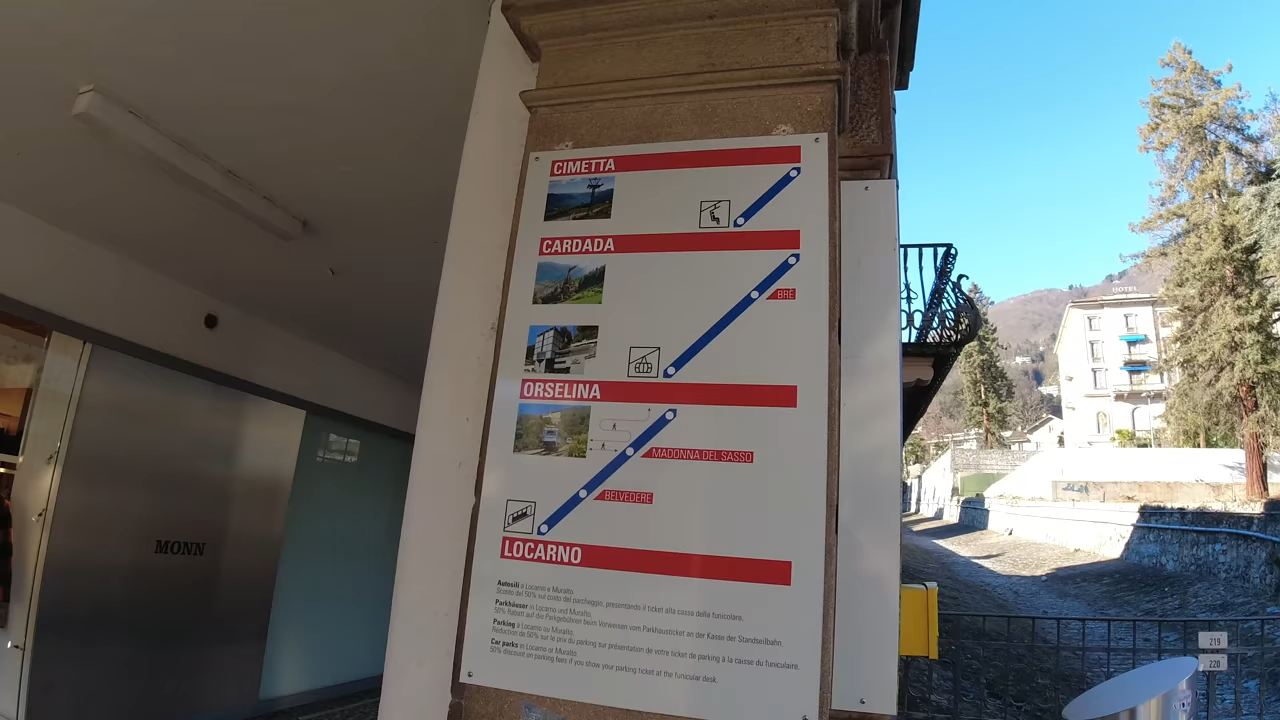 CIMETTA
CARDADA
BRÈ
ORSELINA
MADONNA DEL SASSO
BELVEDERE
LOCARNO
Autosili a Locarno e Muralto.
Sconto del 50% sul costo del parcheggio, presentando il ticket alla cassa della funicolare.
Parkhäuser in Locarno und Muralto.
50% Rabatt auf die Parkgebühren beim Vorweisen vom Parkhausticket an der Kasse der Standseilbahn.
Parking à Locarno ou Muralto.
Réduction de 50% sur le prix du parking sur présentation de votre ticket de parking à la caisse du funiculaire.
Car parks in Locarno or Muralto.
50% discount on parking fees if you show your parking ticket at the funicular desk.
MONN
HOTEL
219
220